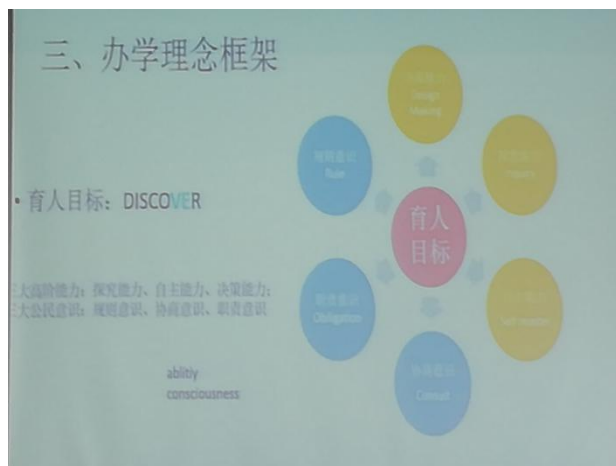 三、办学理念框架
• 育人目标：DISCOVER
三大高阶能力：探究能力、自主能力、决策能力；
三大公民意识：规则意识、协商意识、职责意识
abilitiy
consciousness
育人
目标
Design
Making
规则意识
Rule
职责意识
Obligation
协商意识
Consult